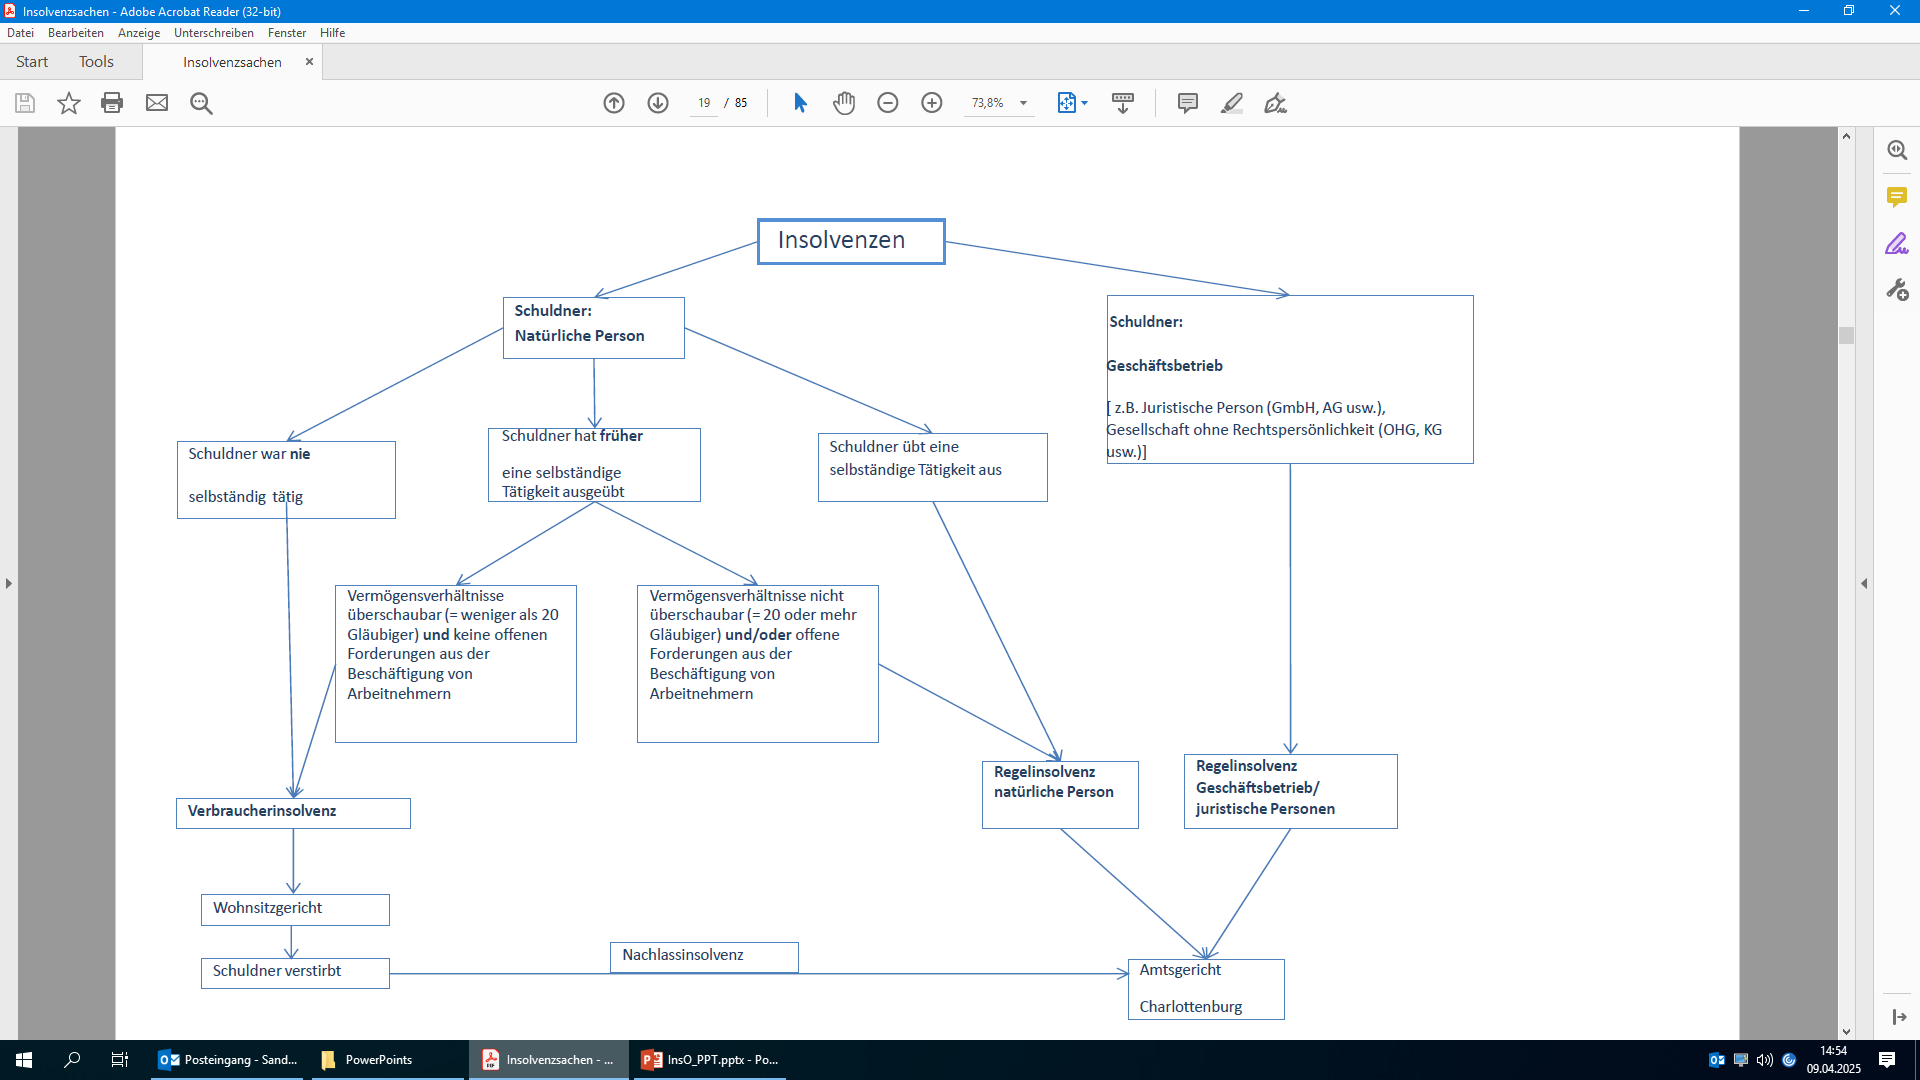 Insolvenzsachen - Adobe Acrobat Reader (32-bit)
Datei Bearbeiten Anzeige Unterschreiben Fenster Hilfe
Start Tools Insolvenzsachen
19 / 85 73,8%
Insolvenzen
Schuldner:
Natürliche Person
Schuldner:
Geschäftsbetrieb
[ z.B. Juristische Person (GmbH, AG usw.),
Gesellschaft ohne Rechtspersönlichkeit (OHG, KG
usw.)]
Schuldner war nie
selbständig tätig
Schuldner hat früher
eine selbständige
Tätigkeit ausgeübt
Schuldner übt eine
selbständige Tätigkeit aus
Vermögensverhältnisse
überschaubar (= weniger als 20
Gläubiger) und keine offenen
Forderungen aus der
Beschäftigung von
Arbeitnehmern
Vermögensverhältnisse nicht
überschaubar (= 20 oder mehr
Gläubiger) und/oder offene
Forderungen aus der
Beschäftigung von
Arbeitnehmern
Regelinsolvenz
natürliche Person
Regelinsolvenz
Geschäftsbetrieb/
juristische Personen
Verbraucherinsolvenz
Wohnsitzgericht
Schuldner verstirbt
Nachlassinsolvenz
Amtsgericht
Charlottenburg
Posteingang - Sand...
PowerPoints
Insolvenzsachen - ...
InsO_PPT.pptx - Po...
14:54
09.04.2025